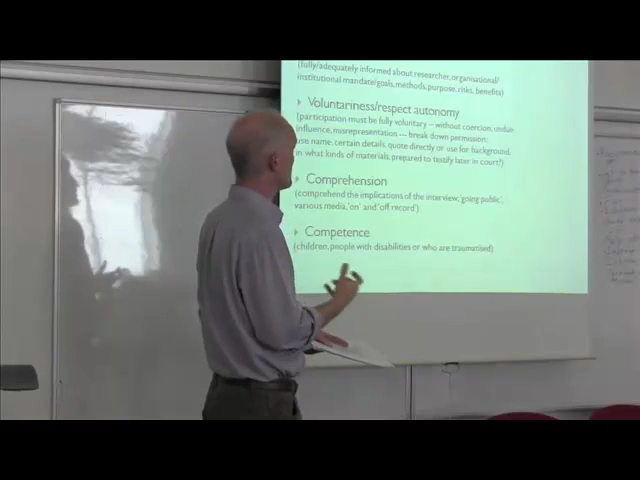 (fully/adequately informed about researcher, organisational/
institutional mandate/goals, methods, purpose, risks, benefits)
Voluntariness/respect autonomy
(participation must be fully voluntary – without coercion, undue
influence, misrepresentation --- break down permission:
use name, certain details, quote directly or use for background,
in what kinds of materials, prepared to testify later in court?)
Comprehension
(comprehend the implications of the interview, 'going public',
various media, 'on' and 'off record')
Competence
(children, people with disabilities or who are traumatised)